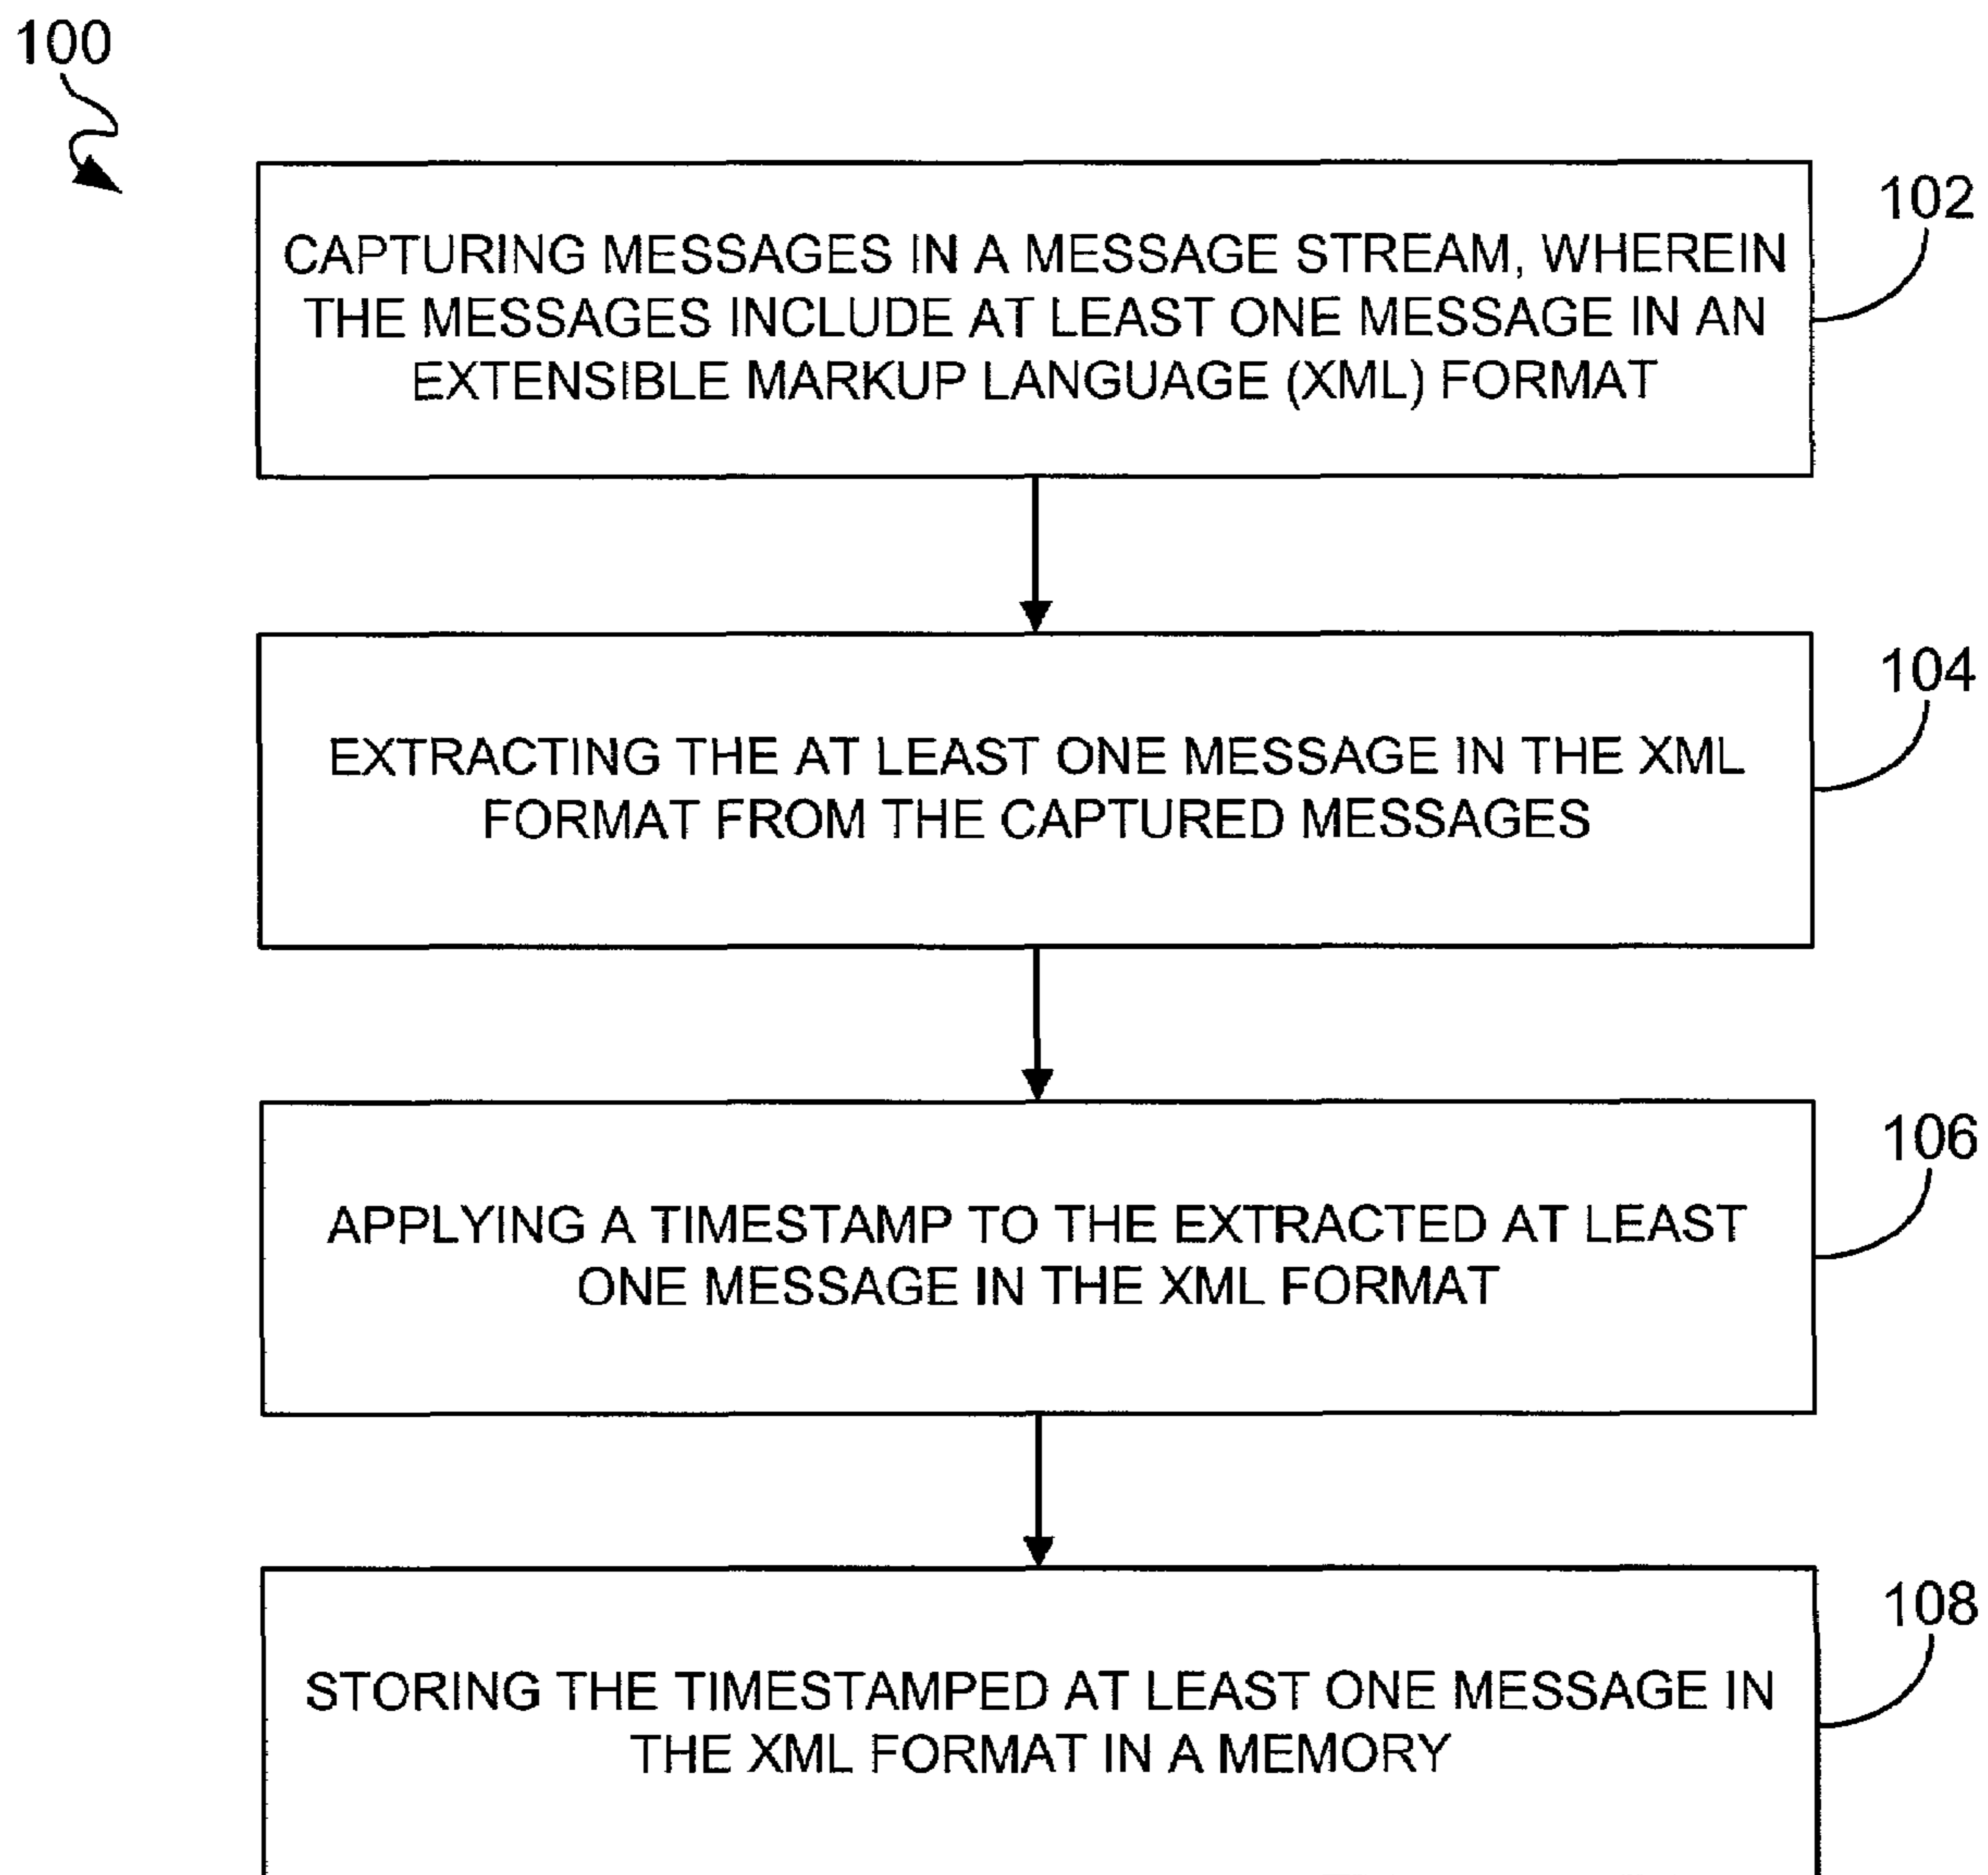 100
102
CAPTURING MESSAGES IN A MESSAGE STREAM, WHEREIN
THE MESSAGES INCLUDE AT LEAST ONE MESSAGE IN AN
EXTENSIBLE MARKUP LANGUAGE (XML) FORMAT
104
EXTRACTING THE AT LEAST ONE MESSAGE IN THE XML
FORMAT FROM THE CAPTURED MESSAGES
106
APPLYING A TIMESTAMP TO THE EXTRACTED AT LEAST
ONE MESSAGE IN THE XML FORMAT
108
STORING THE TIMESTAMPED AT LEAST ONE MESSAGE IN
THE XML FORMAT IN A MEMORY